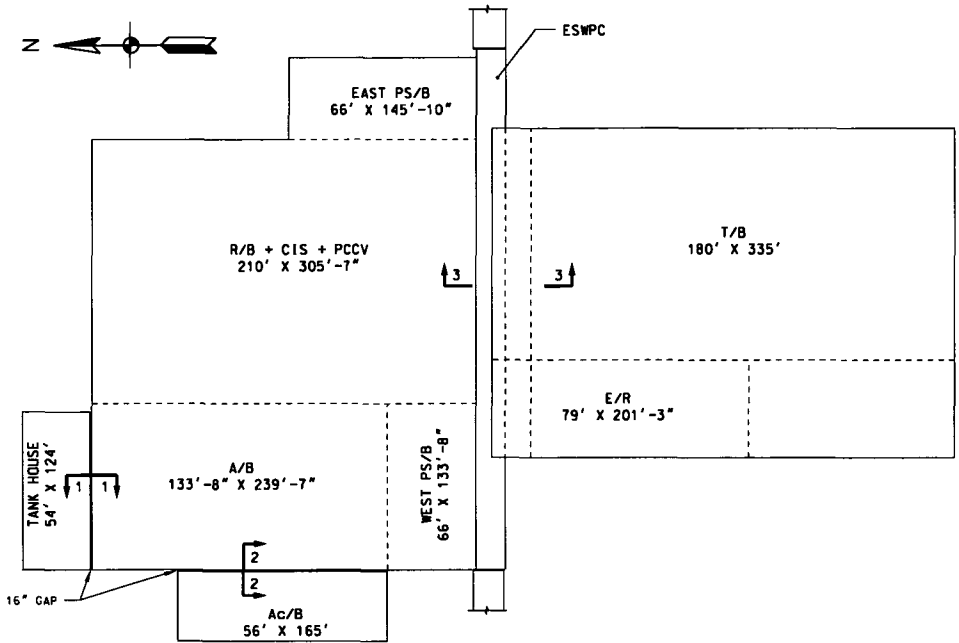 N
ESWPC
EAST PS/B
66' X 145'-10"
R/B + CIS + PCCV
210' X 305'-7"
T/B
180' X 335'
3
3
E/R
79' X 201'-3"
TANK HOUSE
54' X 124'
1
1
A/B
133'-8" X 239'-7"
WEST PS/B
66' X 133'-8"
2
2
16" GAP
Ac/B
56' X 165'